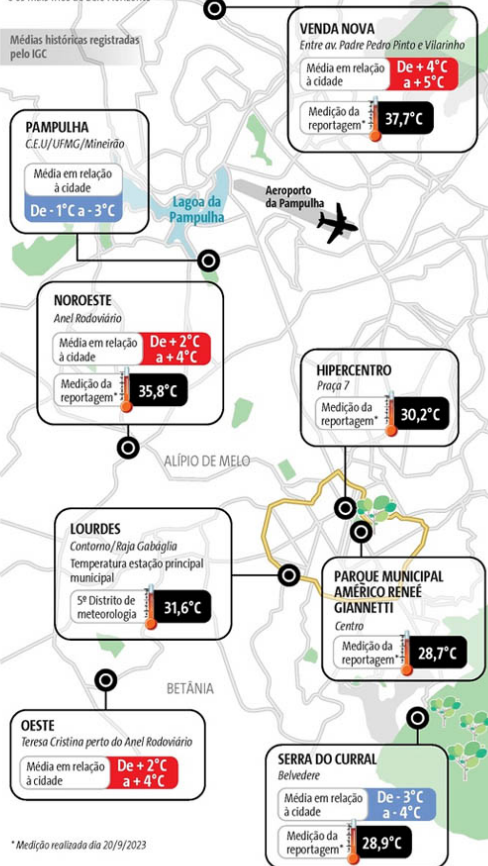 Médias históricas registradas
pelo IGC
VENDA NOVA
Entre av. Padre Pedro Pinto e Vilarinho
Média em relação
à cidade
De + 4°C
a + 5°C
Medição da
reportagem*
37,7°C
PAMPULHA
C.E.U/UFMG/Mineirão
Média em relação
à cidade
De - 1°C a - 3°C
Lagoa da
Pampulha
Aeroporto
da Pampulha
NOROESTE
Anel Rodoviário
Média em relação
à cidade
De + 2°C
a + 4°C
Medição da
reportagem*
35,8°C
HIPERCENTRO
Praça 7
Medição da
reportagem*
30,2°C
ALÍPIO DE MELO
LOURDES
Contorno/Raja Gabáglia
Temperatura estação principal
municipal
5º Distrito de
meteorologia
31,6°C
PARQUE MUNICIPAL
AMÉRICO RENEÉ
GIANNETTI
Centro
Medição da
reportagem*
28,7°C
BETÂNIA
OESTE
Teresa Cristina perto do Anel Rodoviário
Média em relação
à cidade
De + 2°C
a + 4°C
SERRA DO CURRAL
Belvedere
Média em relação
à cidade
De - 3°C
a - 4°C
Medição da
reportagem*
28,9°C
* Medição realizada dia 20/9/2023